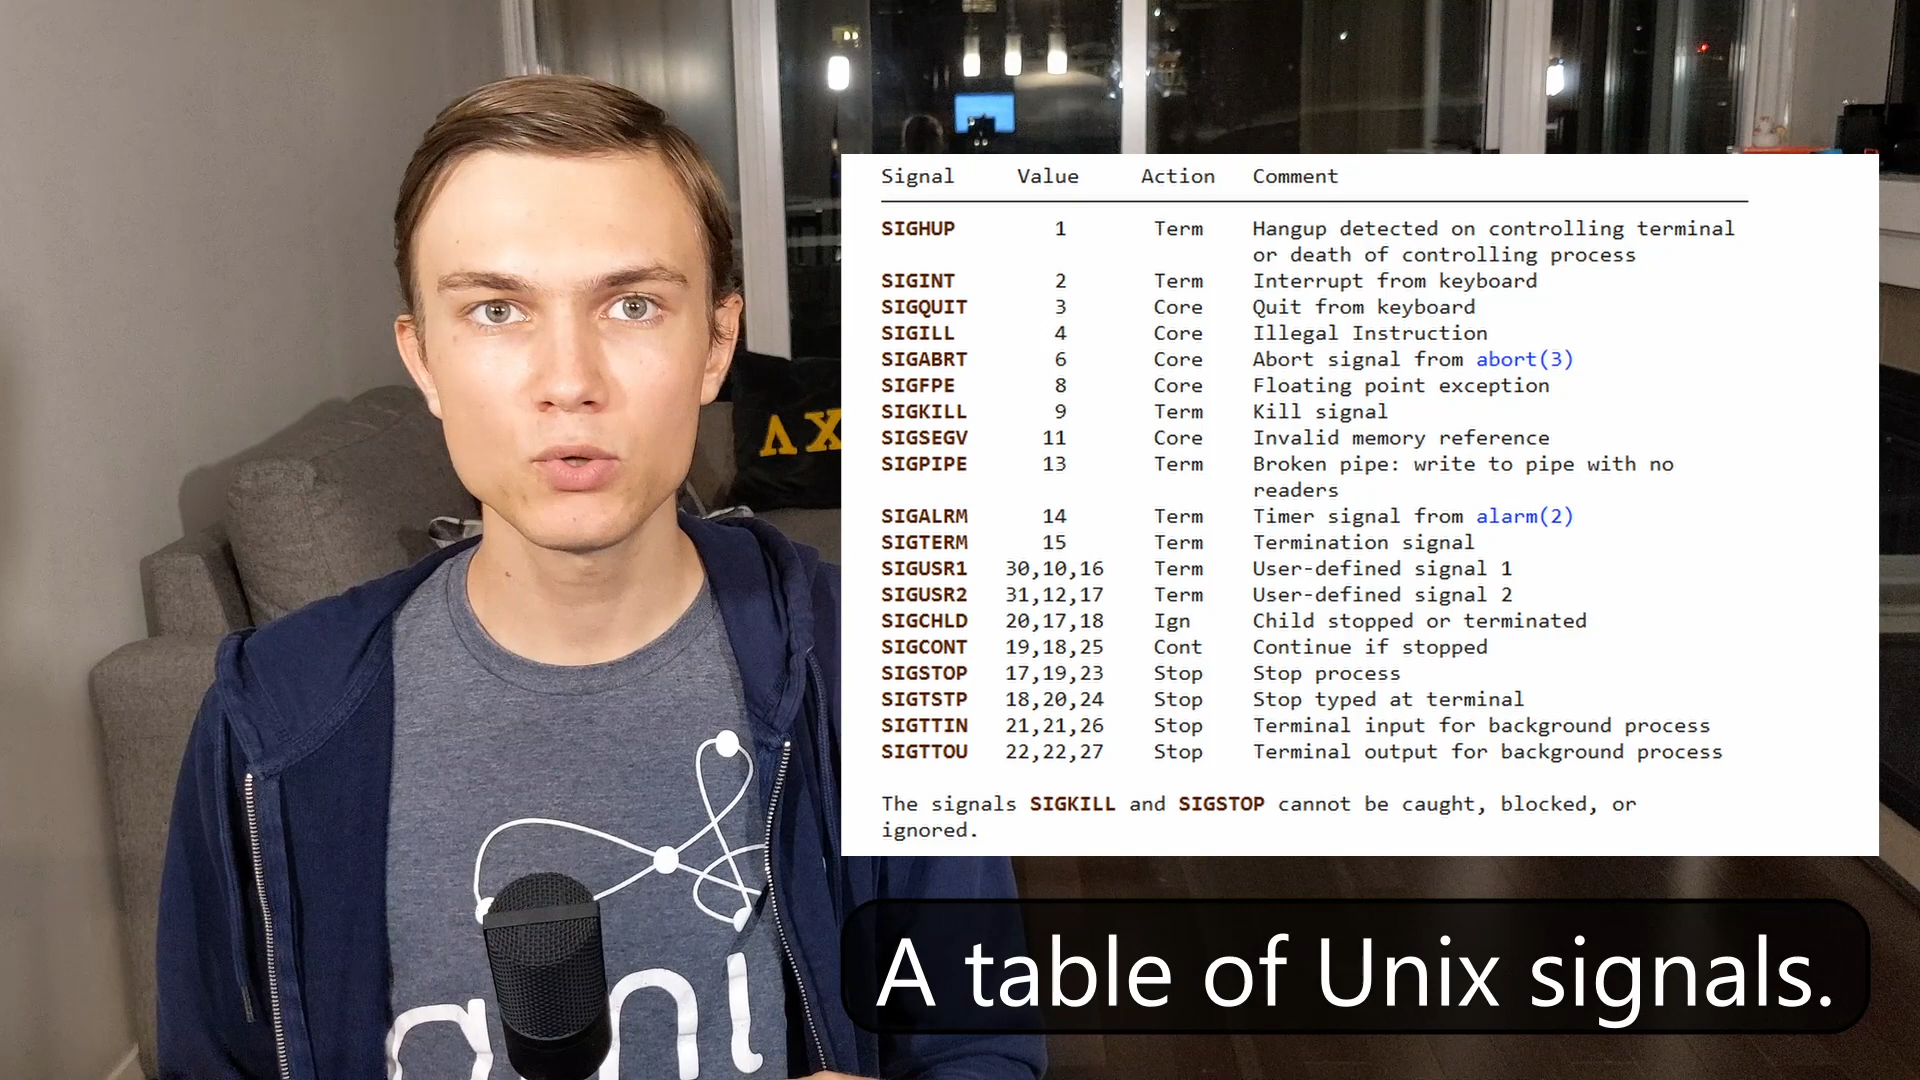 ΛΧ
Signal Value Action Comment
SIGHUP 1 Term Hangup detected on controlling terminal
or death of controlling process
SIGINT 2 Term Interrupt from keyboard
SIGQUIT 3 Core Quit from keyboard
SIGILL 4 Core Illegal Instruction
SIGABRT 6 Core Abort signal from abort(3)
SIGFPE 8 Core Floating point exception
SIGKILL 9 Term Kill signal
SIGSEGV 11 Core Invalid memory reference
SIGPIPE 13 Term Broken pipe: write to pipe with no
readers
SIGALRM 14 Term Timer signal from alarm(2)
SIGTERM 15 Term Termination signal
SIGUSR1 30,10,16 Term User-defined signal 1
SIGUSR2 31,12,17 Term User-defined signal 2
SIGCHLD 20,17,18 Ign Child stopped or terminated
SIGCONT 19,18,25 Cont Continue if stopped
SIGSTOP 17,19,23 Stop Stop process
SIGTSTP 18,20,24 Stop Stop typed at terminal
SIGTTIN 21,21,26 Stop Terminal input for background process
SIGTTOU 22,22,27 Stop Terminal output for background process
The signals SIGKILL and SIGSTOP cannot be caught, blocked, or
ignored.
A table of Unix signals.